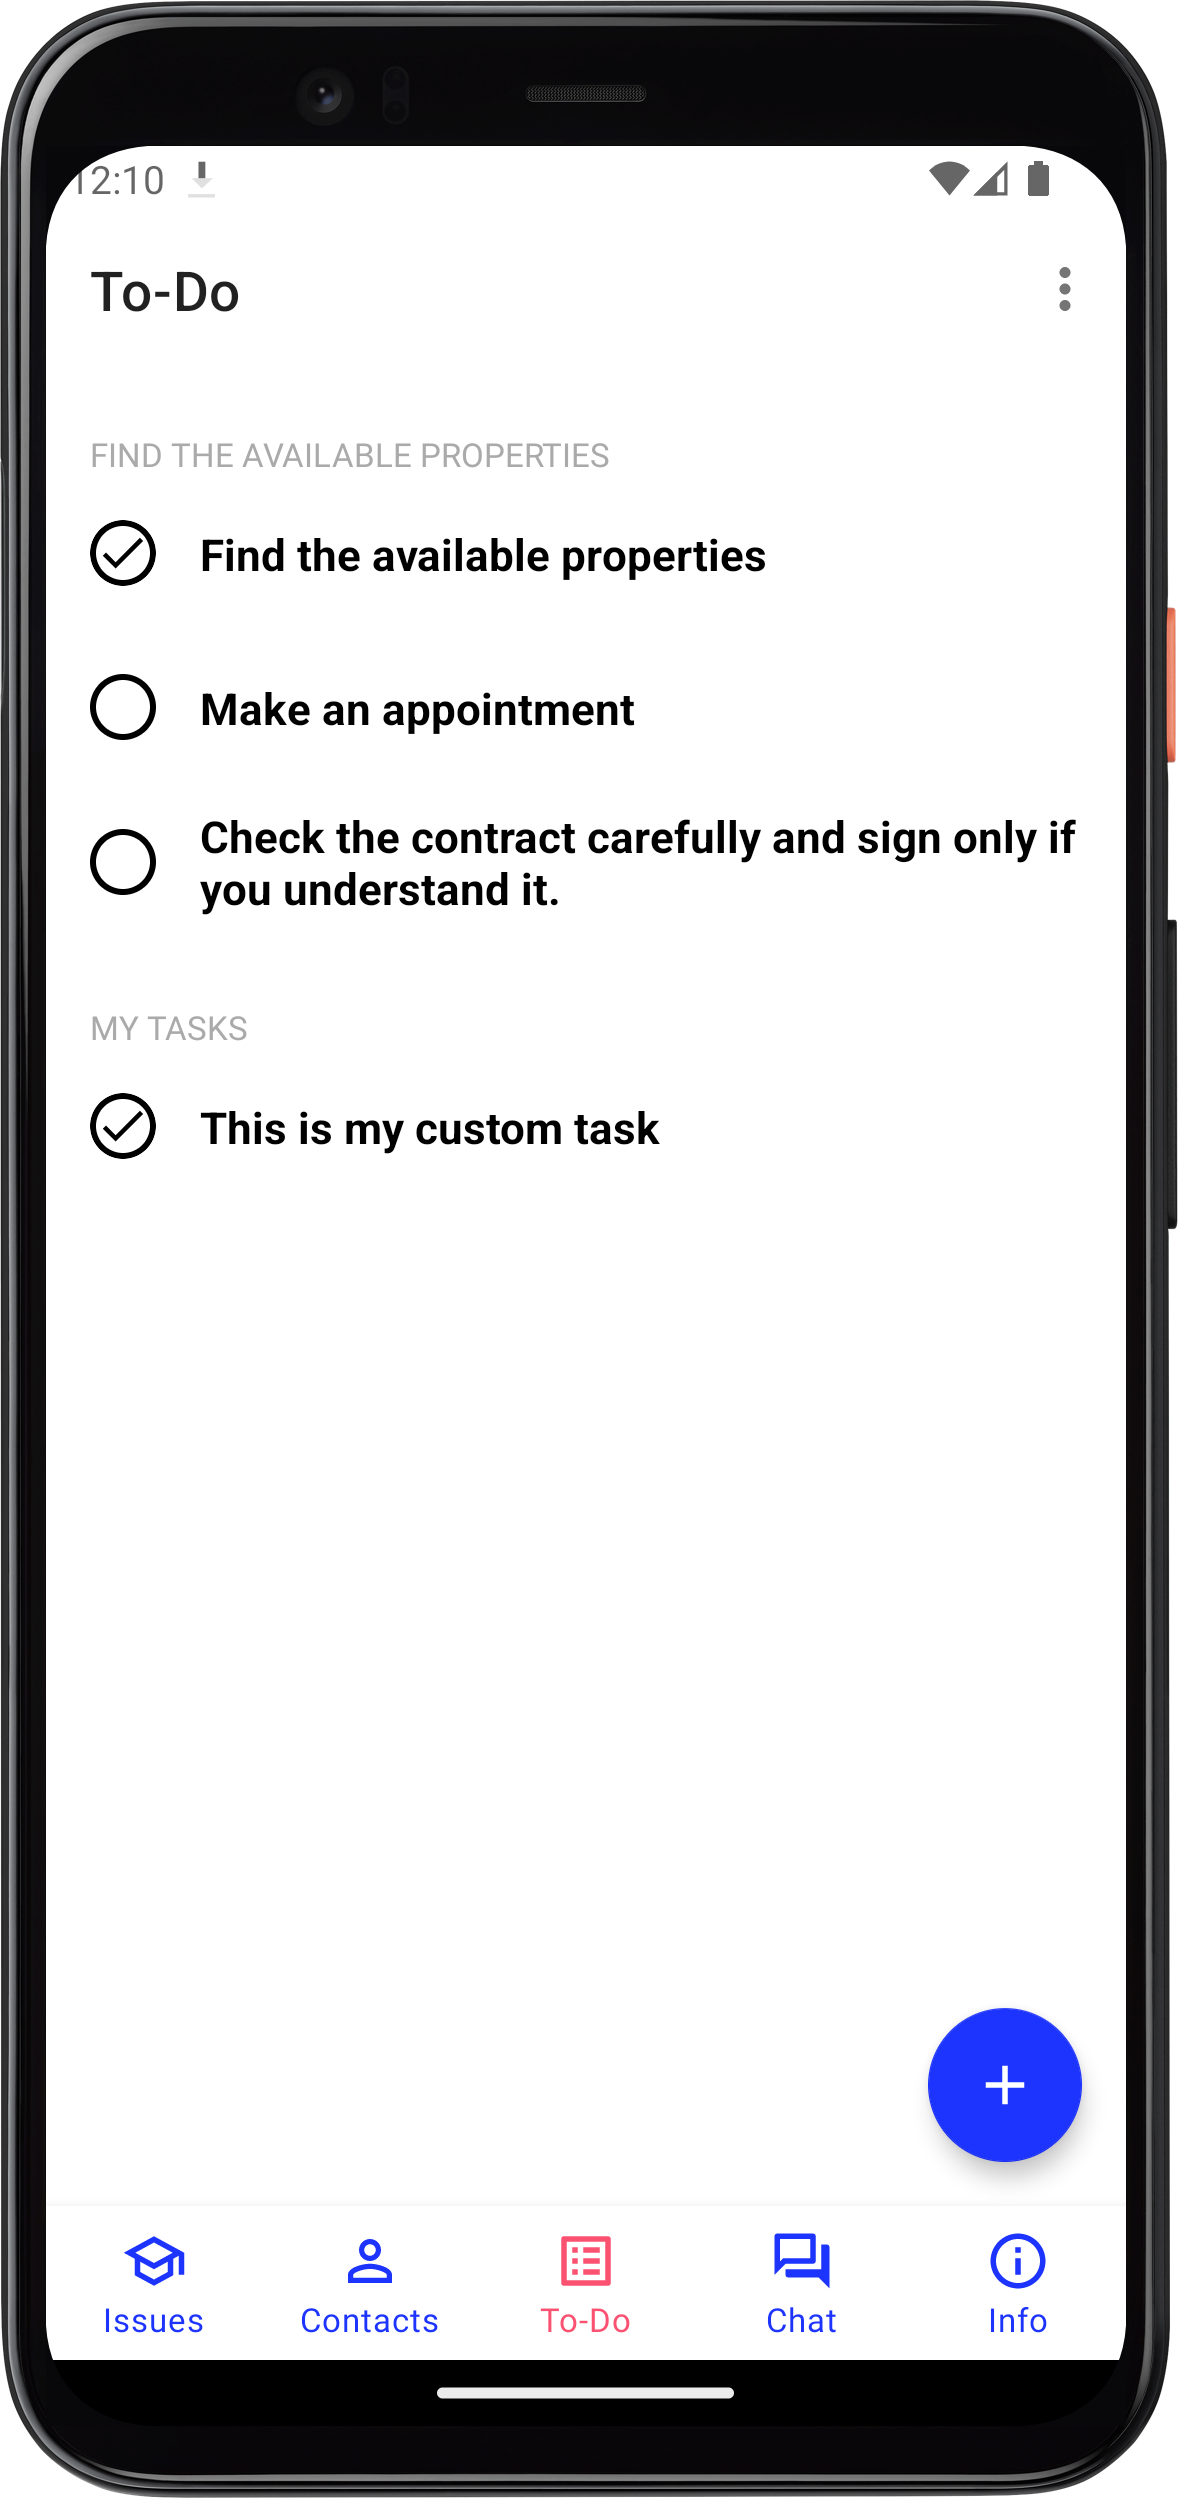 12:10
To-Do
FIND THE AVAILABLE PROPERTIES
Find the available properties
Make an appointment
Check the contract carefully and sign only if
you understand it.
MY TASKS
This is my custom task
Issues
Contacts
To-Do
Chat
Info